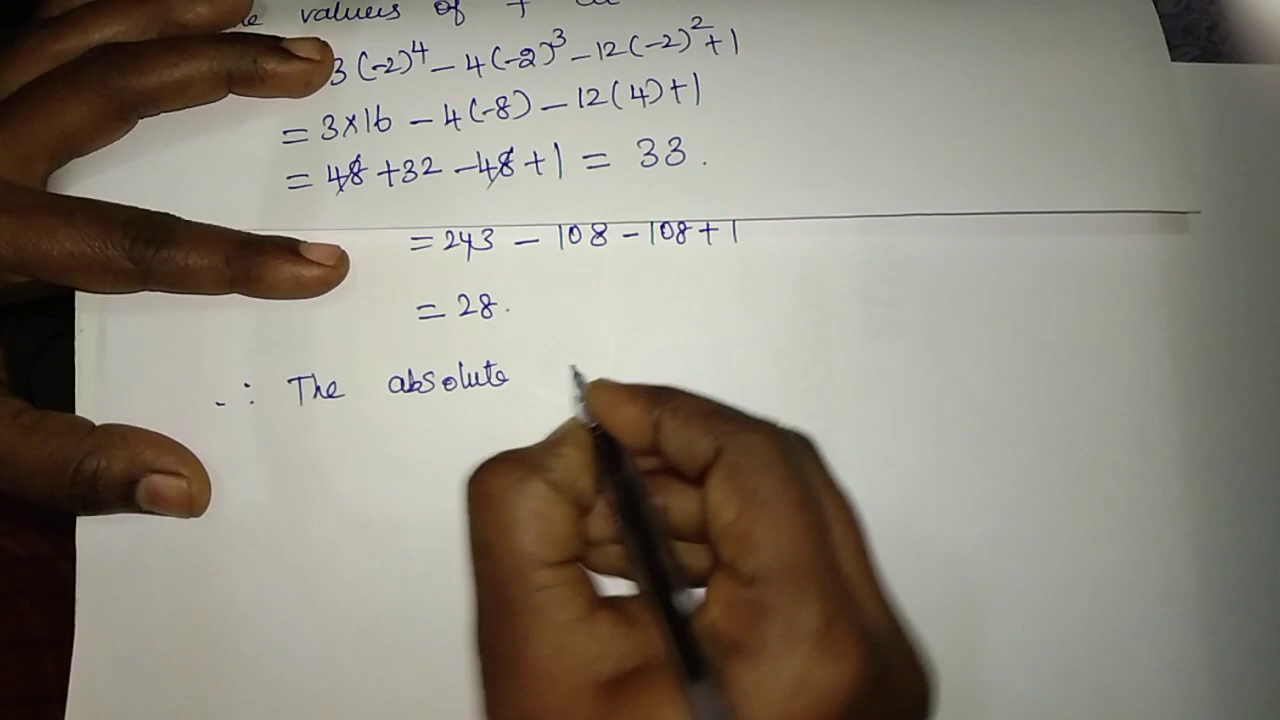 values of f
3(-2)⁴ - 4(-2)³ - 12(-2)² + 1
= 3×16 - 4(-8) - 12(4) + 1
= 48 + 32 - 48 + 1 = 33.
= 243 - 108 - 108 + 1
= 28.
∴ The absolute